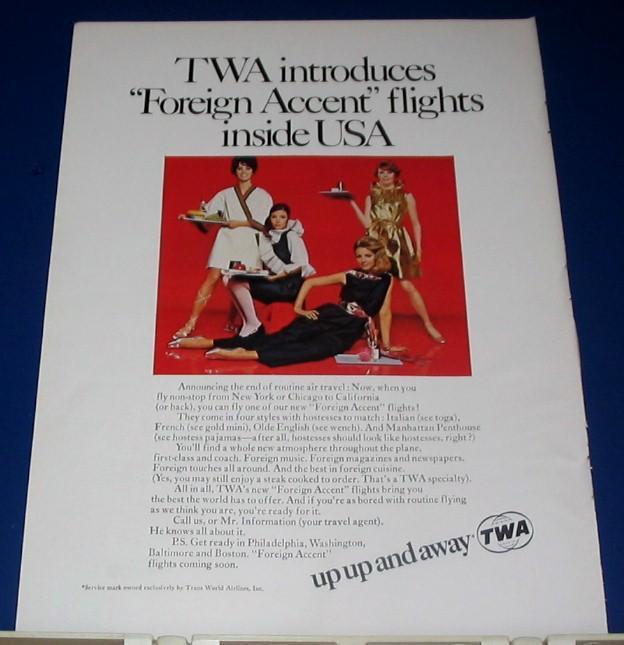 TWA introduces
“Foreign Accent” flights
inside USA
Announcing the end of routine air travel: Now, when you
fly non-stop from New York or Chicago to California
(or back), you can fly one of our new "Foreign Accent" flights!
They come in four styles with hostesses to match: Italian (see toga),
French (see gold mini), Olde English (see wench). And Manhattan Penthouse
(see hostess pajamas—after all, hostesses should look like hostesses, right?)
You'll find a whole new atmosphere throughout the plane,
first-class and coach. Foreign music. Foreign magazines and newspapers.
Foreign touches all around. And the best in foreign cuisine.
(Yes, you may still enjoy a steak cooked to order. That's a TWA specialty).
All in all, TWA's new "Foreign Accent" flights bring you
the best the world has to offer. And if you're as bored with routine flying
as we think you are, you're ready for it.
Call us, or Mr. Information (your travel agent).
He knows all about it.
P.S. Get ready in Philadelphia, Washington,
Baltimore and Boston. "Foreign Accent"
flights coming soon.
up up and away*
TWA
*Service mark owned exclusively by Trans World Airlines, Inc.